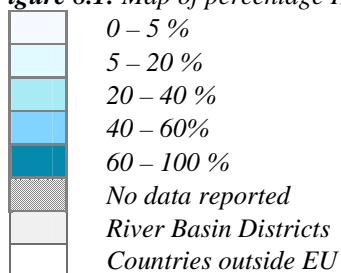 igure 6.1: Map of percentage
0 – 5 %
5 – 20 %
20 – 40 %
40 – 60%
60 – 100 %
No data reported
River Basin Districts
Countries outside EU